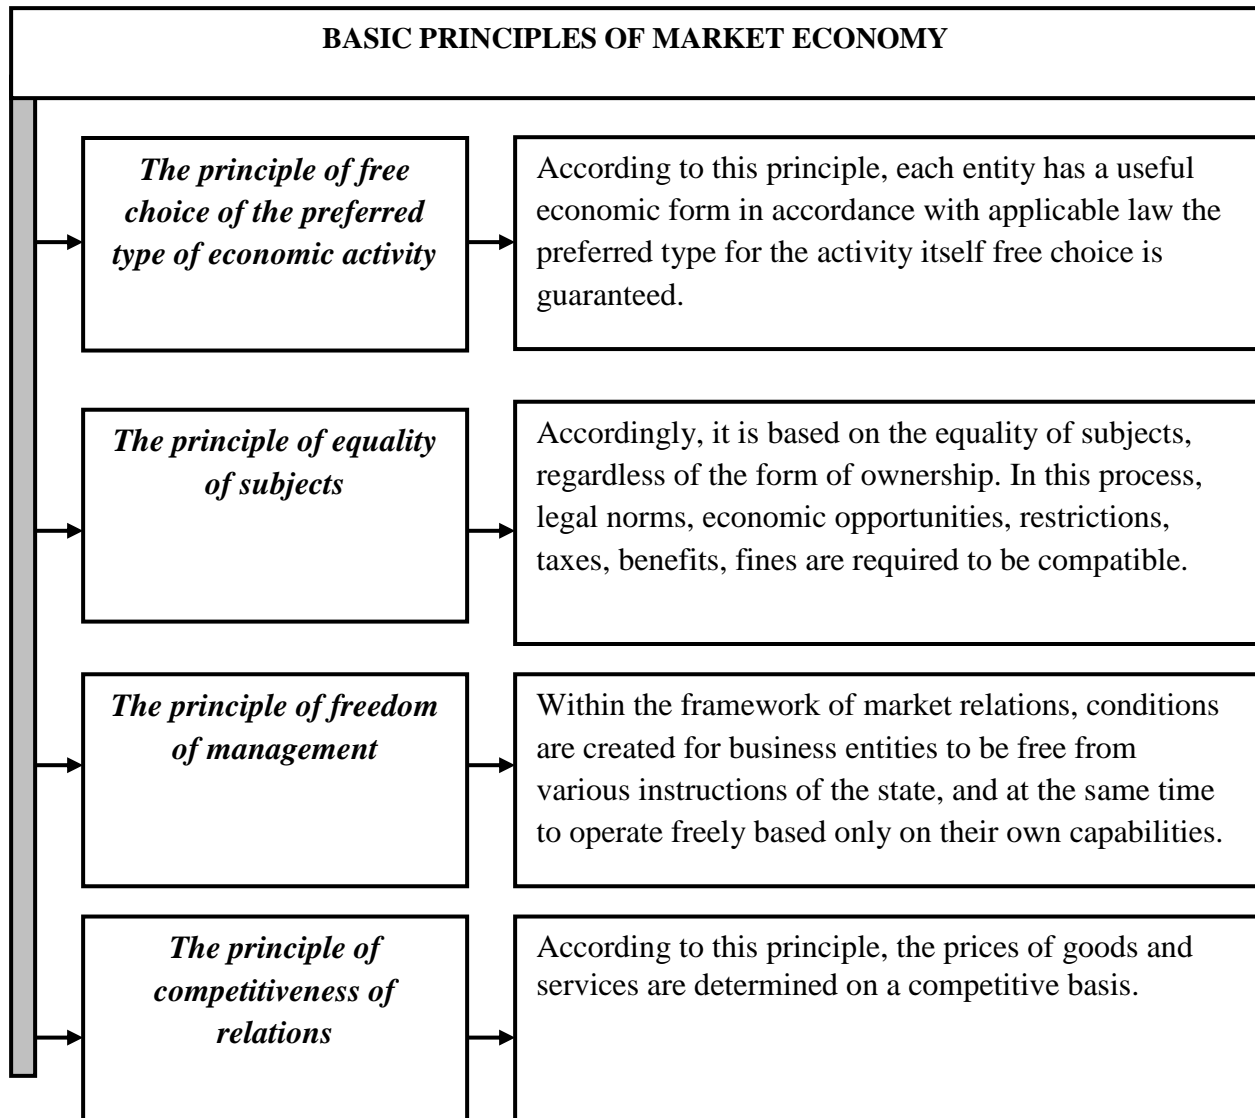 BASIC PRINCIPLES OF MARKET ECONOMY
The principle of free
choice of the preferred
type of economic activity
According to this principle, each entity has a useful
economic form in accordance with applicable law the
preferred type for the activity itself free choice is
guaranteed.
The principle of equality
of subjects
Accordingly, it is based on the equality of subjects,
regardless of the form of ownership. In this process,
legal norms, economic opportunities, restrictions,
taxes, benefits, fines are required to be compatible.
The principle of freedom
of management
Within the framework of market relations, conditions
are created for business entities to be free from
various instructions of the state, and at the same time
to operate freely based only on their own capabilities.
The principle of
competitiveness of
relations
According to this principle, the prices of goods and
services are determined on a competitive basis.